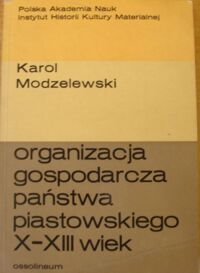 Polska Akademia Nauk
Instytut Historii Kultury Materialnej
Karol
Modzelewski
organizacja
gospodarcza
państwa
piastowskiego
X-XIII wiek
ossolineum